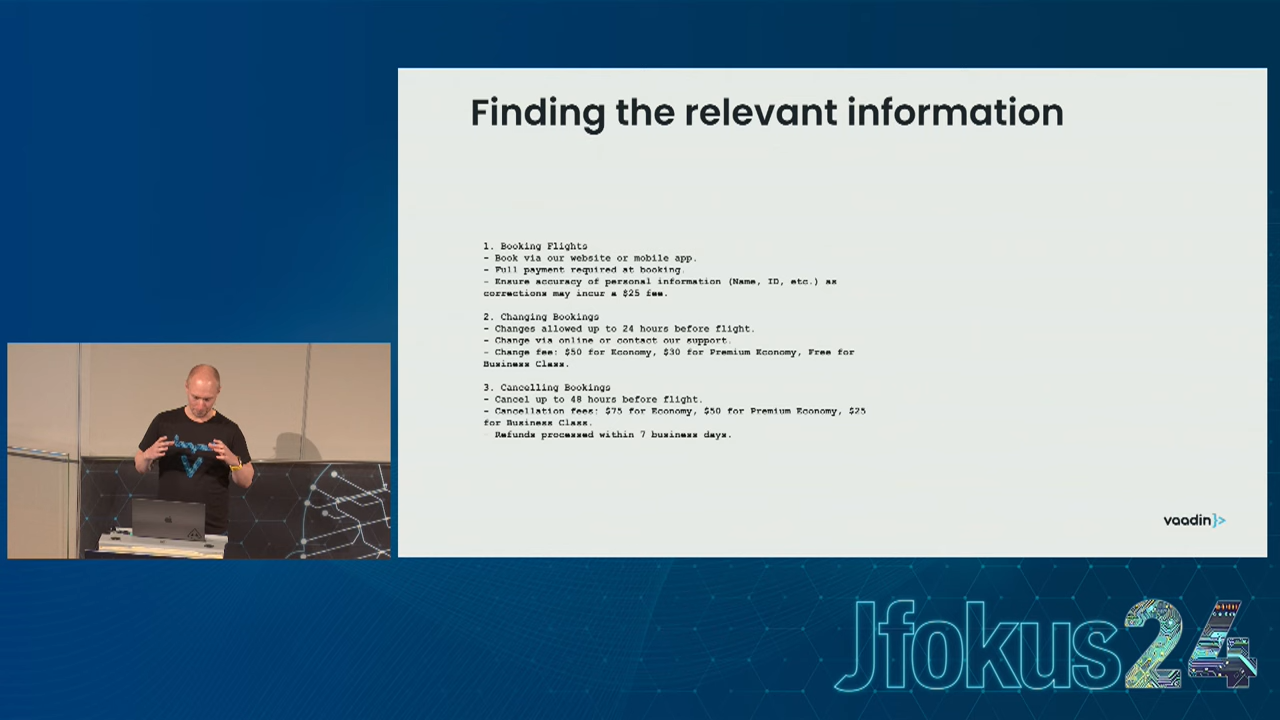 Finding the relevant information
1. Booking Flights
- Book via our website or mobile app.
- Full payment required at booking.
- Ensure accuracy of personal information (Name, ID, etc.) as
corrections may incur a $25 fee.
2. Changing Bookings
- Changes allowed up to 24 hours before flight.
- Change via online or contact our support.
- Change fee: $50 for Economy, $30 for Premium Economy, Free for
Business Class.
3. Cancelling Bookings
- Cancel up to 48 hours before flight.
- Cancellation fees: $75 for Economy, $50 for Premium Economy, $25
for Business Class.
- Refunds processed within 7 business days.
vaadin}>
Jfokus24